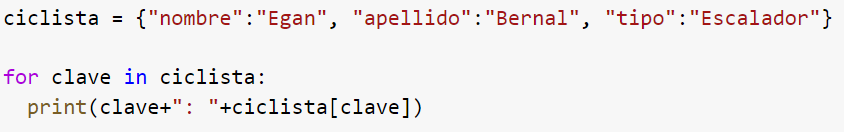 ciclista = {"nombre":"Egan", "apellido":"Bernal", "tipo":"Escalador"}
for clave in ciclista:
  print(clave+": "+ciclista[clave])